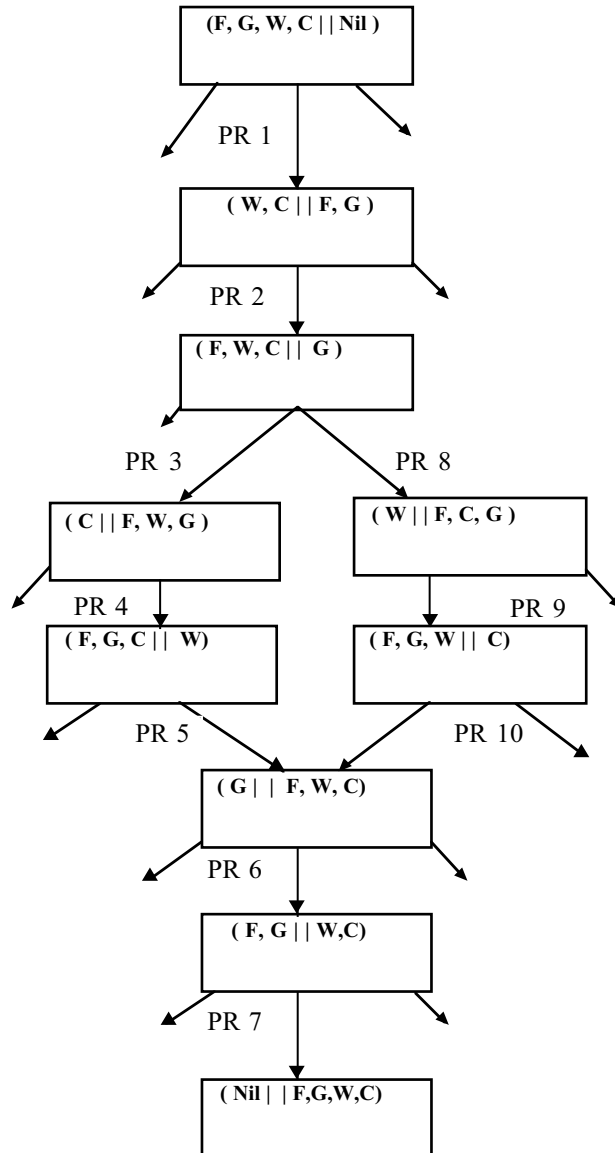 (F, G, W, C | | Nil )
PR 1
( W, C | | F, G )
PR 2
( F, W, C | | G )
PR 3
PR 8
( C | | F, W, G )
( W | | F, C, G )
PR 4
PR 9
( F, G, C | | W)
( F, G, W | | C)
PR 5
PR 10
( G | | F, W, C)
PR 6
( F, G | | W,C)
PR 7
( Nil | | F,G,W,C)